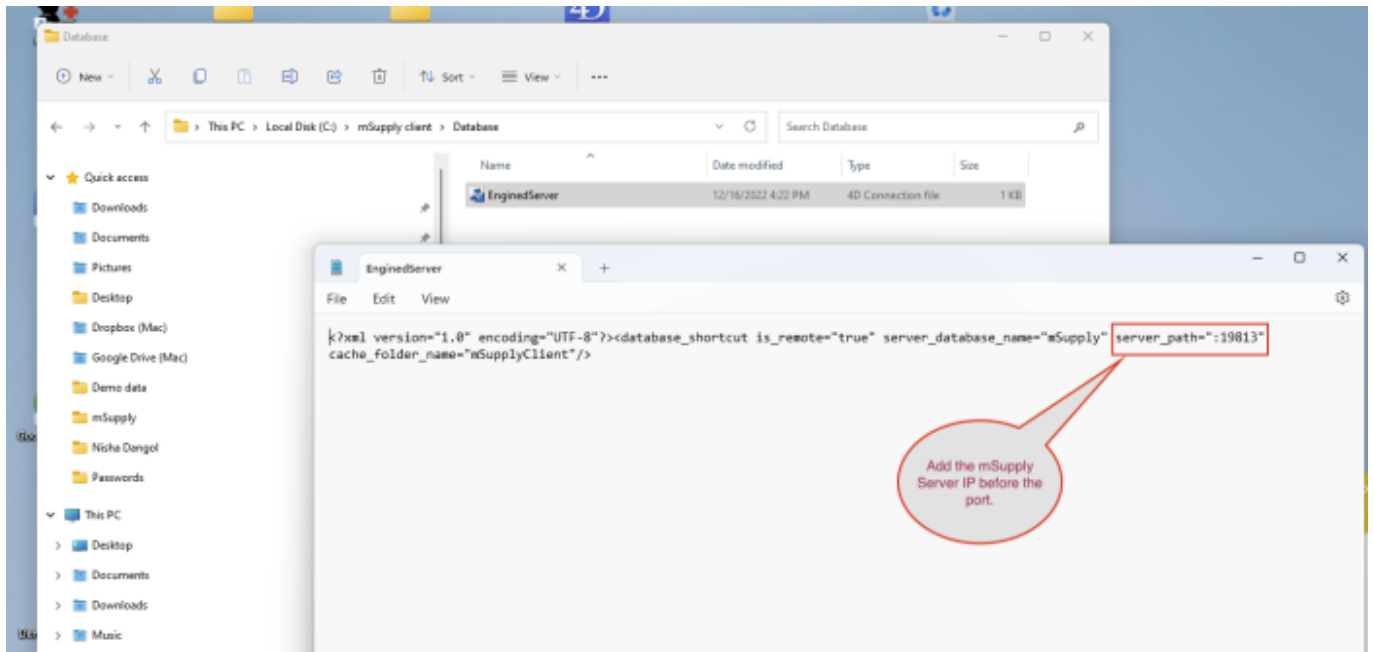 4D
Database
New
Sort
View
This PC > Local Disk (C:) > mSupply client > Database
Search Database
Name
Date modified
Type
Size
Quick access
EnginedServer
12/16/2022 4:22 PM
4D Connection file
1 KB
Downloads
Documents
Pictures
EnginedServer
Desktop
File Edit View
Dropbox (Mac)
<?xml version="1.0" encoding="UTF-8"?><database_shortcut is_remote="true" server_database_name="mSupply" server_path=":19813"
cache_folder_name="mSupplyClient"/>
Google Drive (Mac)
Demo data
mSupply
Nisha Dangol
Passwords
Add the mSupply
Server IP before the
port.
This PC
Desktop
Documents
Downloads
Music